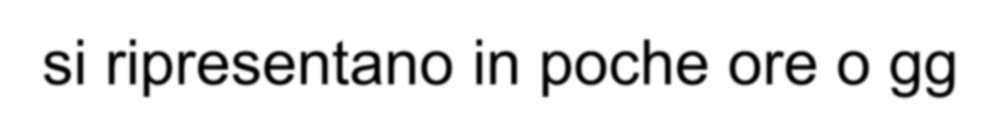 si ripresentano in poche ore o gg